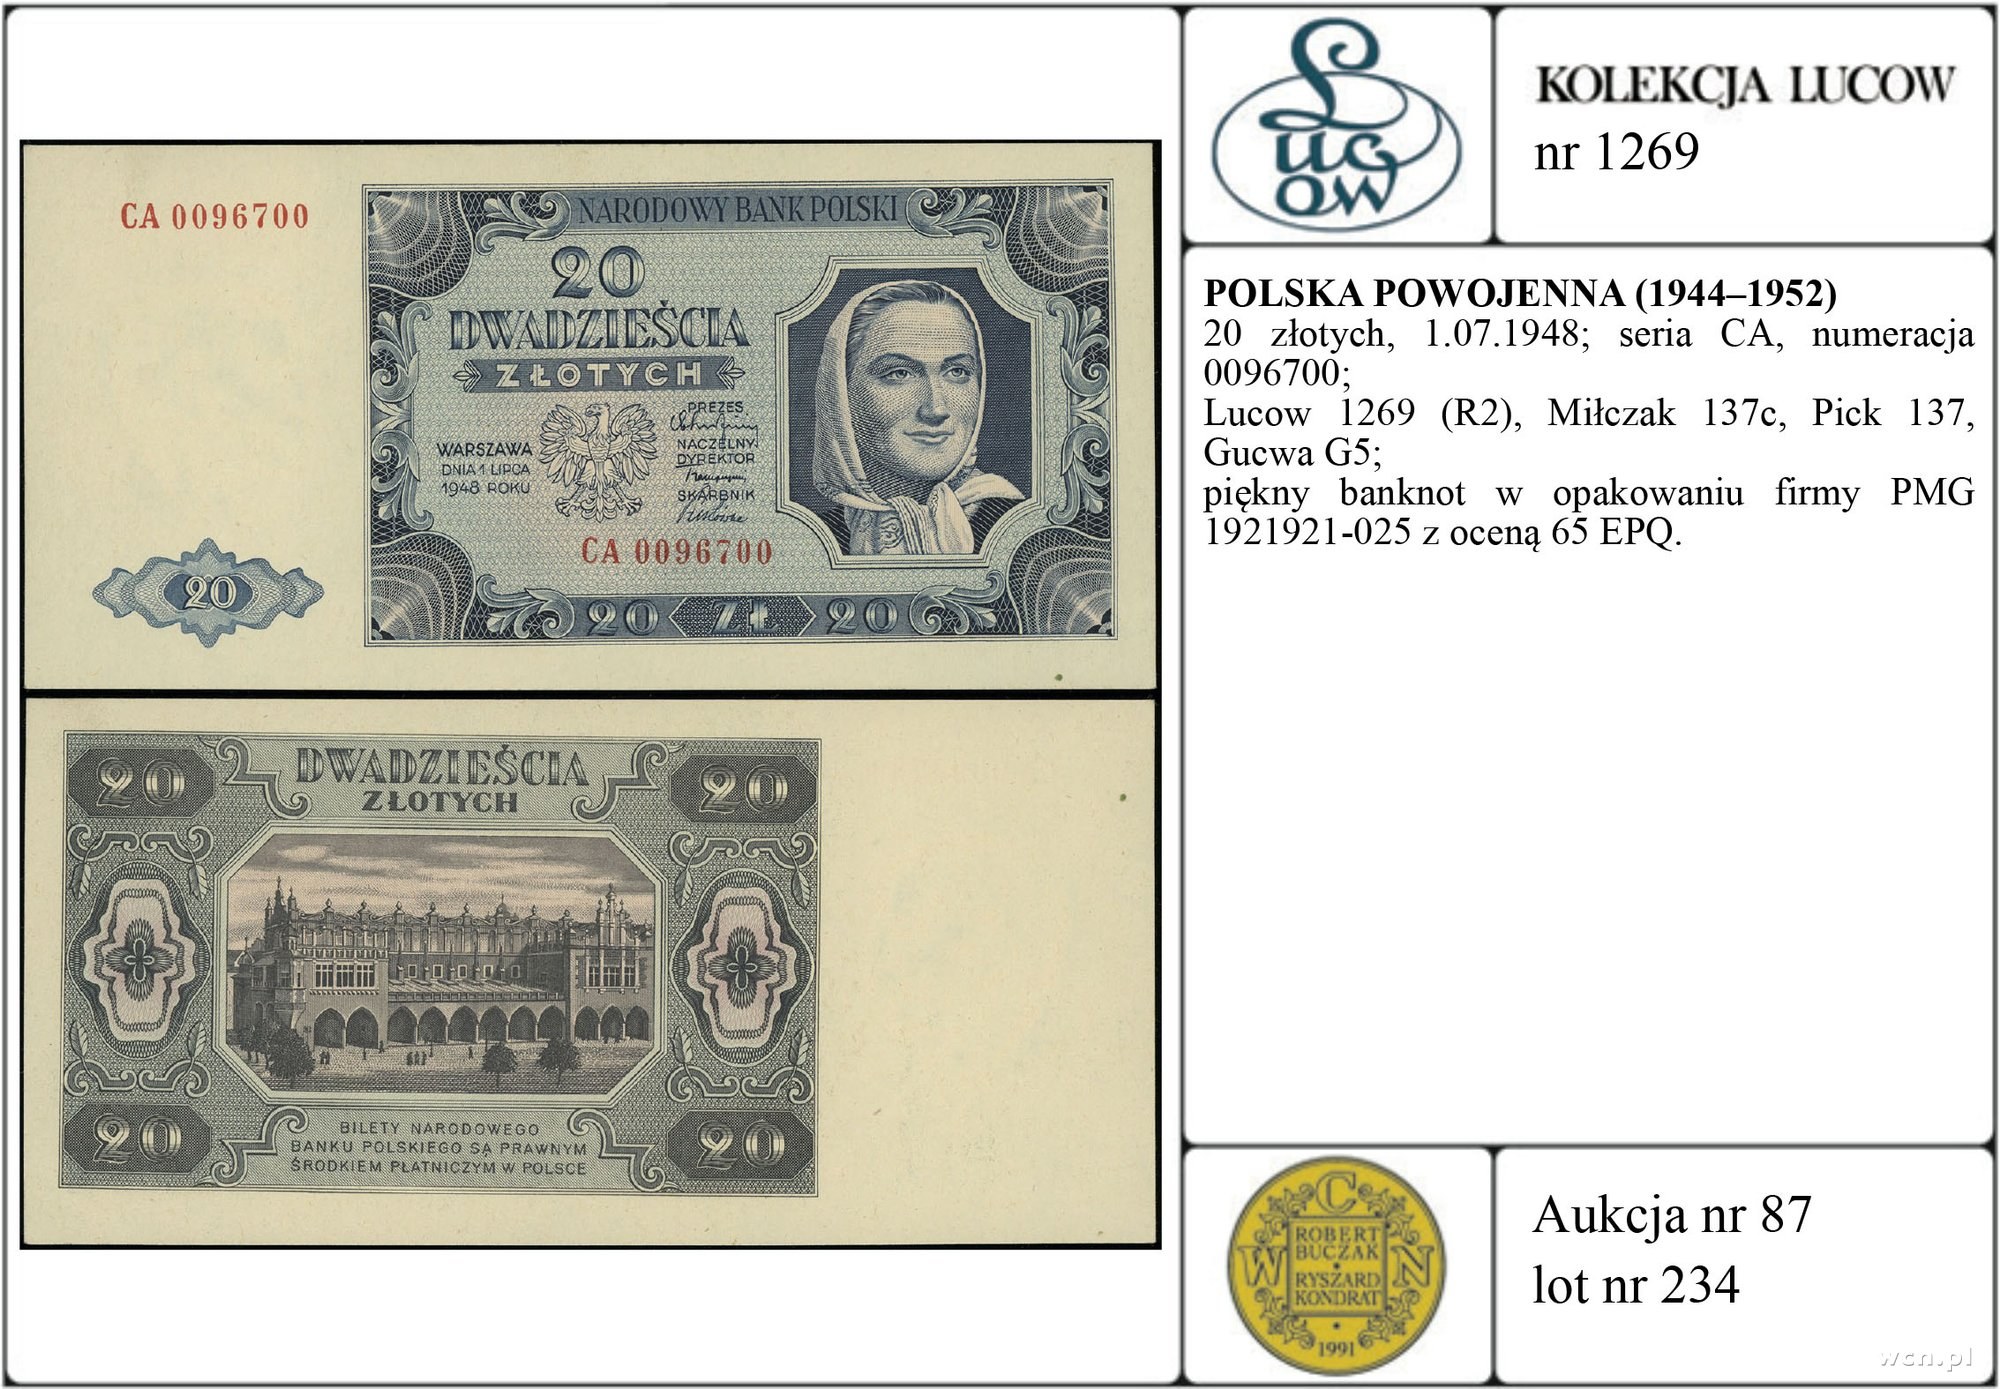 CA 0096700
NARODOWY BANK POLSKI
20
DWADZIEŚCIA
ZŁOTYCH
WARSZAWA
DNIA 1 LIPCA
1948 ROKU
PREZES
NACZELNY
DYREKTOR
SKARBNIK
CA 0096700
20
20 ZŁ 20
20 DWADZIEŚCIA 20
ZŁOTYCH
20 BILETY NARODOWEGO 20
BANKU POLSKIEGO SĄ PRAWNYM
ŚRODKIEM PŁATNICZYM W POLSCE
Lucow
KOLEKCJA LUCOW
nr 1269
POLSKA POWOJENNA (1944–1952)
20 złotych, 1.07.1948; seria CA, numeracja
0096700;
Lucow 1269 (R2), Miłczak 137c, Pick 137,
Gucwa G5;
piękny banknot w opakowaniu firmy PMG
1921921-025 z oceną 65 EPQ.
C
ROBERT
BUCZAK
W N
RYSZARD
KONDRAT
1991
Aukcja nr 87
lot nr 234
wcn.pl